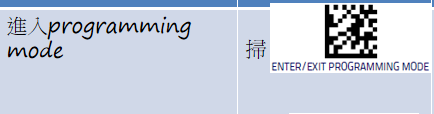 進入programming
mode
掃
ENTER/EXIT PROGRAMMING MODE